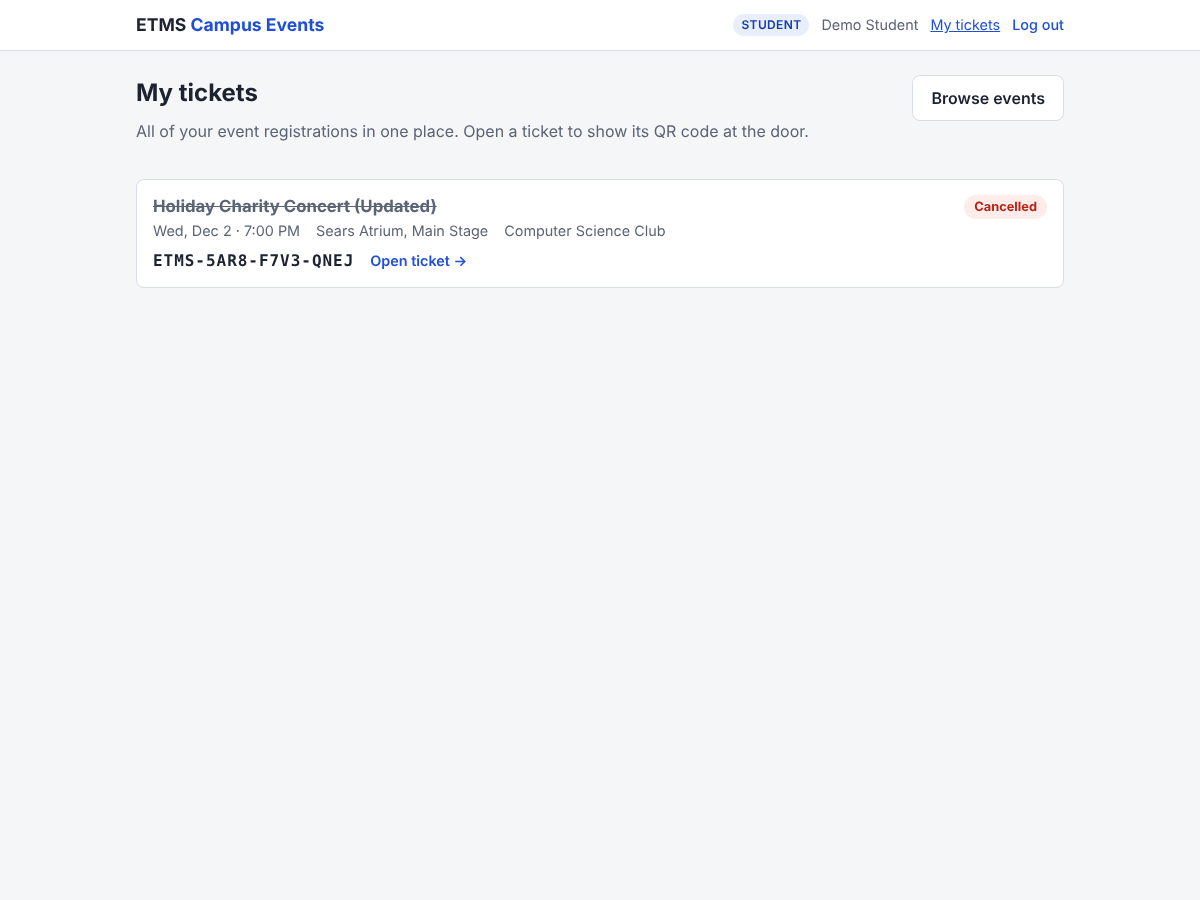 ETMS Campus Events
STUDENT Demo Student My tickets Log out
My tickets
Browse events
All of your event registrations in one place. Open a ticket to show its QR code at the door.
Holiday Charity Concert (Updated)
Cancelled
Wed, Dec 2 · 7:00 PM Sears Atrium, Main Stage Computer Science Club
ETMS-5AR8-F7V3-QNEJ Open ticket →